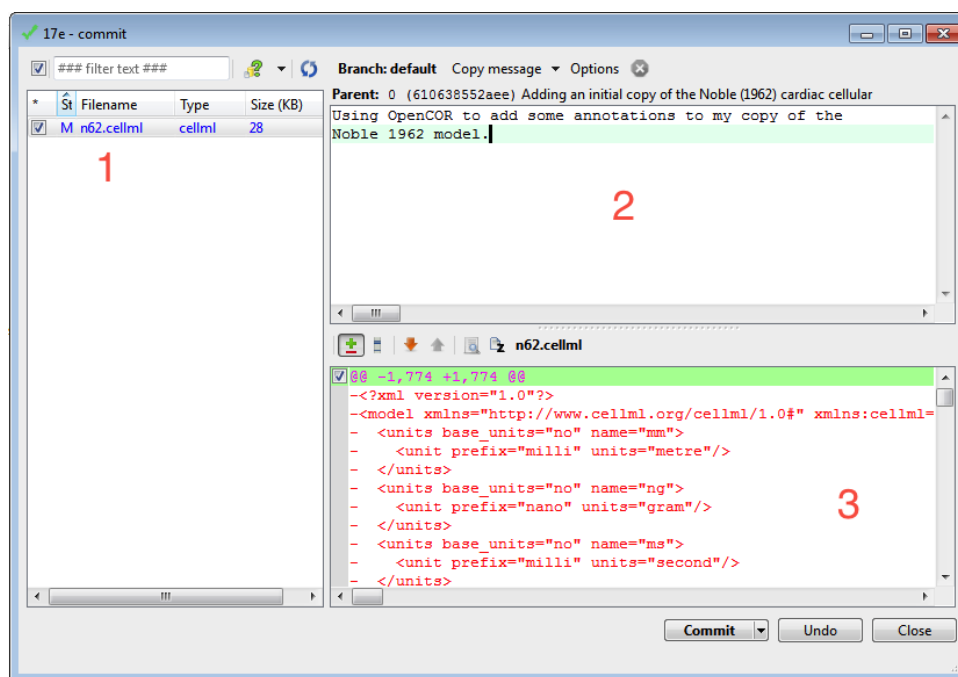 17e - commit
### filter text ###
Branch: default Copy message Options
Parent: 0 (610638552aee) Adding an initial copy of the Noble (1962) cardiac cellular
* St Filename Type Size (KB)
M n62.cellml cellml 28
1
Using OpenCOR to add some annotations to my copy of the
Noble 1962 model.
2
n62.cellml
@@ -1,774 +1,774 @@
-<?xml version="1.0"?>
-<model xmlns="http://www.cellml.org/cellml/1.0#" xmlns:cellml=
-  <units base_units="no" name="mm">
-    <unit prefix="milli" units="metre"/>
-  </units>
-  <units base_units="no" name="ng">
-    <unit prefix="nano" units="gram"/>
-  </units>
-  <units base_units="no" name="ms">
-    <unit prefix="milli" units="second"/>
-  </units>
3
Commit Undo Close